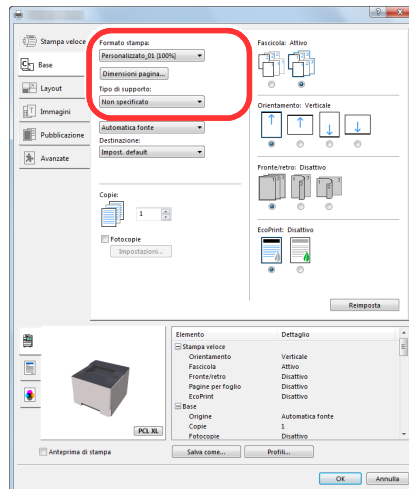 Stampa veloce
Base
Layout
Immagini
Pubblicazione
Avanzate
Formato stampa:
Personalizzato_01 [100%]
Dimensioni pagina...
Tipo di supporto:
Non specificato
Automatica fonte
Destinazione:
Impost. default
Copie:
1
Fotocopie
Impostazioni...
Fascicola: Attivo
Orientamento: Verticale
Fronte/retro: Disattivo
EcoPrint: Disattivo
Reimposta
PCL XL
Anteprima di stampa
Elemento Dettaglio
Stampa veloce
Orientamento Verticale
Fascicola Attivo
Fronte/retro Disattivo
Pagine per foglio Disattivo
EcoPrint Disattivo
Base
Origine Automatica fonte
Copie 1
Fotocopie Disattivo
Salva come... Profili...
OK Annulla